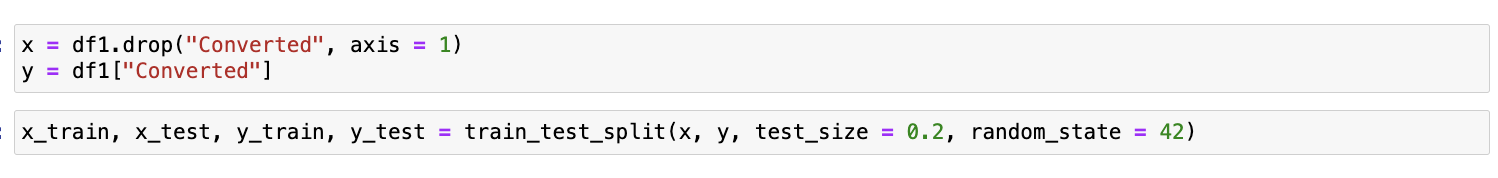 x = df1.drop("Converted", axis = 1)
y = df1["Converted"]
x_train, x_test, y_train, y_test = train_test_split(x, y, test_size = 0.2, random_state = 42)